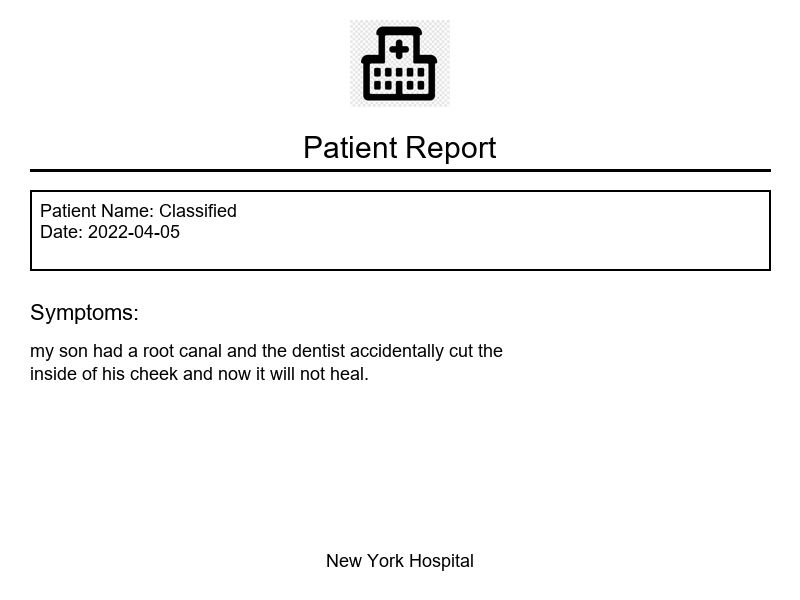 Patient Report
Patient Name: Classified
Date: 2022-04-05
Symptoms:
my son had a root canal and the dentist accidentally cut the
inside of his cheek and now it will not heal.
New York Hospital